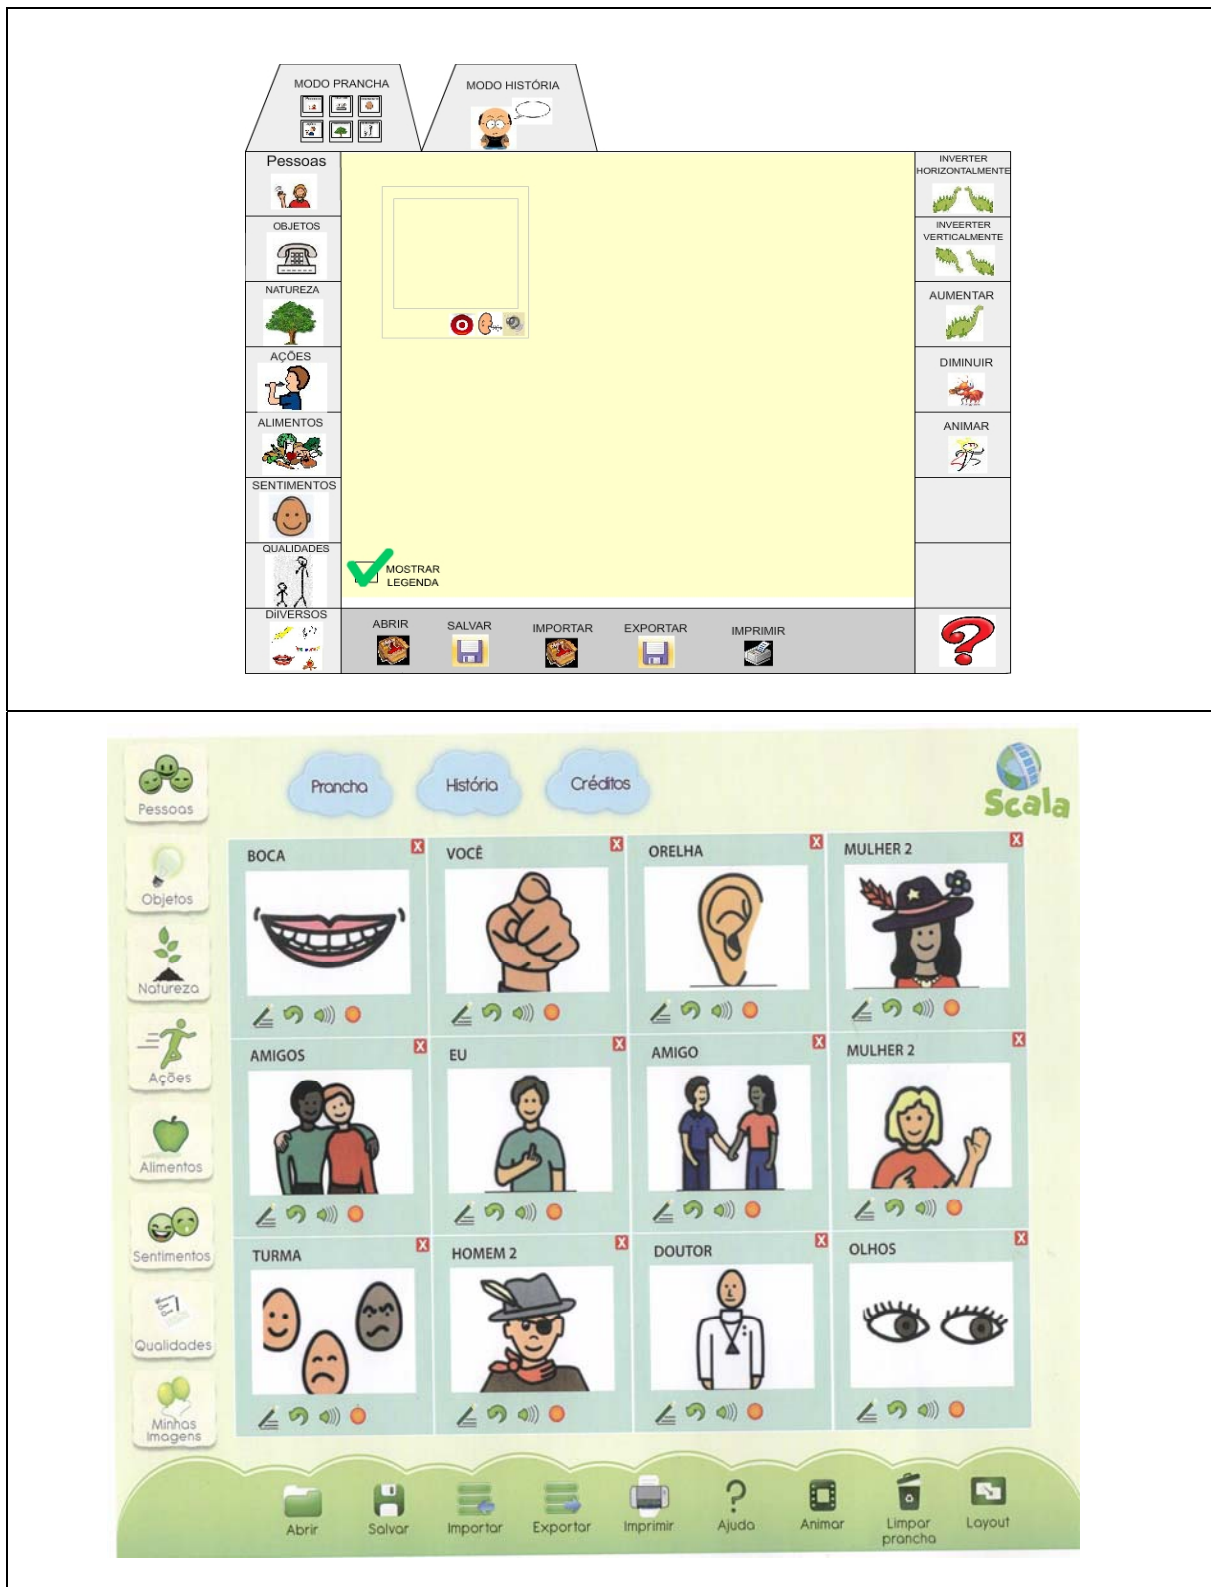 MODO PRANCHA
MODO HISTÓRIA
Pessoas
OBJETOS
NATUREZA
AÇÕES
ALIMENTOS
SENTIMENTOS
QUALIDADES
DiIVERSOS
INVERTER
HORIZONTALMENTE
INVEERTER
VERTICALMENTE
AUMENTAR
DIMINUIR
ANIMAR
MOSTRAR
LEGENDA
ABRIR
SALVAR
IMPORTAR
EXPORTAR
IMPRIMIR
Prancha
História
Créditos
Scala
Pessoas
Objetos
Natureza
Ações
Alimentos
Sentimentos
Qualidades
Minhas
Imagens
BOCA
VOCÊ
ORELHA
MULHER 2
AMIGOS
EU
AMIGO
MULHER 2
TURMA
HOMEM 2
DOUTOR
OLHOS
Abrir
Salvar
Importar
Exportar
Imprimir
Ajuda
Animar
Limpar
prancha
Layout